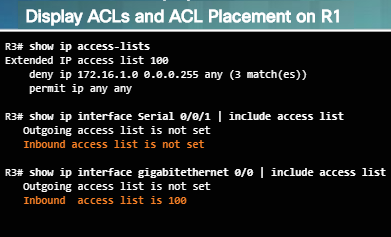 Display ACLs and ACL Placement on R1
R3# show ip access-lists
Extended IP access list 100
deny ip 172.16.1.0 0.0.0.255 any (3 match(es))
permit ip any any
R3# show ip interface Serial 0/0/1 | include access list
Outgoing access list is not set
Inbound access list is not set
R3# show ip interface gigabitethernet 0/0 | include access list
Outgoing access list is not set
Inbound  access list is 100